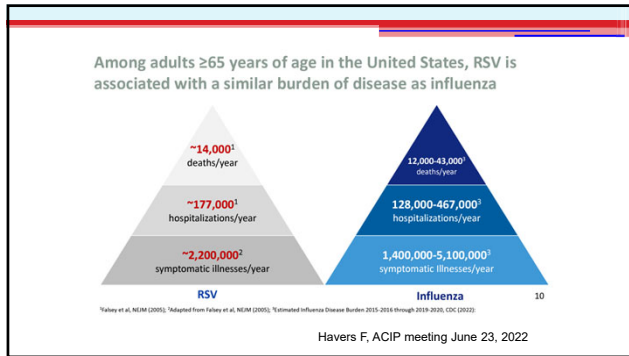 Among adults ≥65 years of age in the United States, RSV is
associated with a similar burden of disease as influenza
~14,000¹
deaths/year
~177,000¹
hospitalizations/year
~2,200,000²
symptomatic illnesses/year
RSV
12,000-43,000³
deaths/year
128,000-467,000³
hospitalizations/year
1,400,000-5,100,000³
symptomatic Illnesses/year
Influenza
10
¹Falsey et al, NEJM (2005); ²Adapted from Falsey et al, NEJM (2005); ³Estimated Influenza Disease Burden 2015-2016 through 2019-2020, CDC (2022):
Havers F, ACIP meeting June 23, 2022